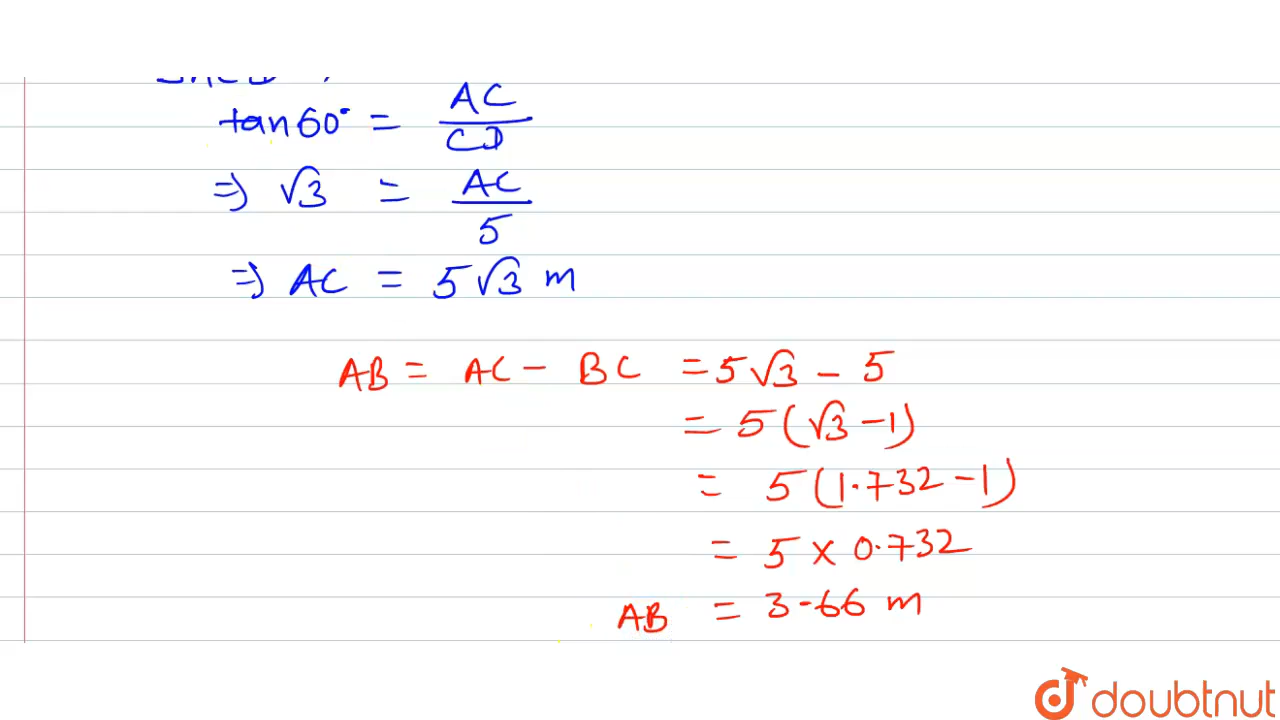 tan 60° = AC/CD
⇒ √3 = AC/5
⇒ AC = 5√3 m
AB = AC - BC = 5√3 - 5
= 5(√3 - 1)
= 5(1.732 - 1)
= 5 × 0.732
AB = 3.66 m
doubtnut